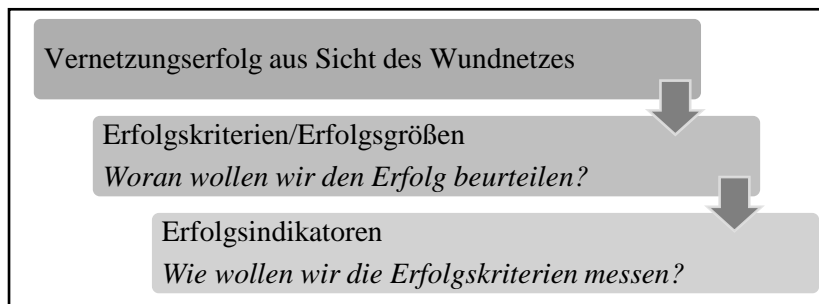 Vernetzungserfolg aus Sicht des Wundnetzes
Erfolgskriterien/Erfolgsgrößen
Woran wollen wir den Erfolg beurteilen?
Erfolgsindikatoren
Wie wollen wir die Erfolgskriterien messen?